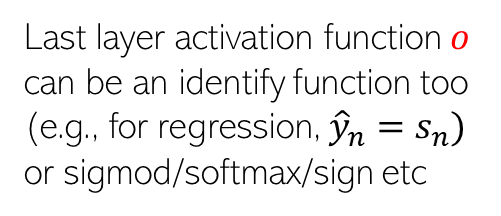 Last layer activation function o
can be an identify function too
(e.g., for regression, ŷₙ = sₙ)
or sigmod/softmax/sign etc